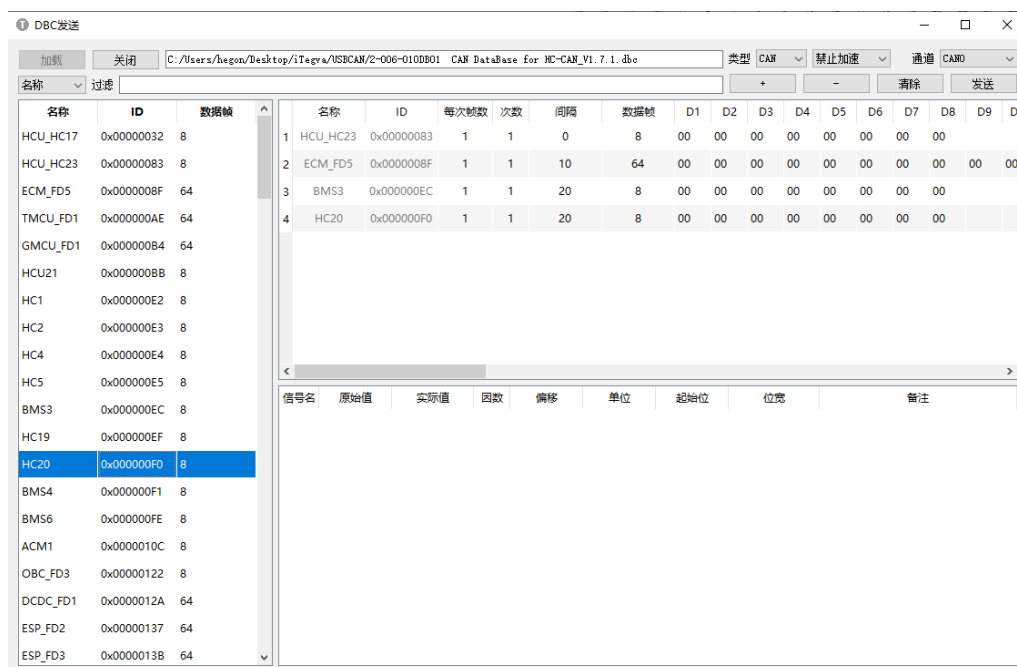 DBC发送
加载 关闭 C:/Users/hegon/Desktop/iTegva/USBCAN/2-006-010DB01 CAN DataBase for HC-CAN_V1.7.1.dbc 类型 CAN 禁止加速 通道 CAN0
名称 过滤 + - 清除 发送
名称 ID 数据帧
HCU_HC17 0x00000032 8
HCU_HC23 0x00000083 8
ECM_FD5 0x0000008F 64
TMCU_FD1 0x000000AE 64
GMCU_FD1 0x000000B4 64
HCU21 0x000000BB 8
HC1 0x000000E2 8
HC2 0x000000E3 8
HC4 0x000000E4 8
HC5 0x000000E5 8
BMS3 0x000000EC 8
HC19 0x000000EF 8
HC20 0x000000F0 8
BMS4 0x000000F1 8
BMS6 0x000000FE 8
ACM1 0x0000010C 8
OBC_FD3 0x00000122 8
DCDC_FD1 0x0000012A 64
ESP_FD2 0x00000137 64
ESP_FD3 0x0000013B 64
名称 ID 每次帧数 次数 间隔 数据帧 D1 D2 D3 D4 D5 D6 D7 D8 D9
1 HCU_HC23 0x00000083 1 1 0 8 00 00 00 00 00 00 00 00
2 ECM_FD5 0x0000008F 1 1 10 64 00 00 00 00 00 00 00 00 00 00
3 BMS3 0x000000EC 1 1 20 8 00 00 00 00 00 00 00 00
4 HC20 0x000000F0 1 1 20 8 00 00 00 00 00 00 00 00
信号名 原始值 实际值 因数 偏移 单位 起始位 位宽 备注